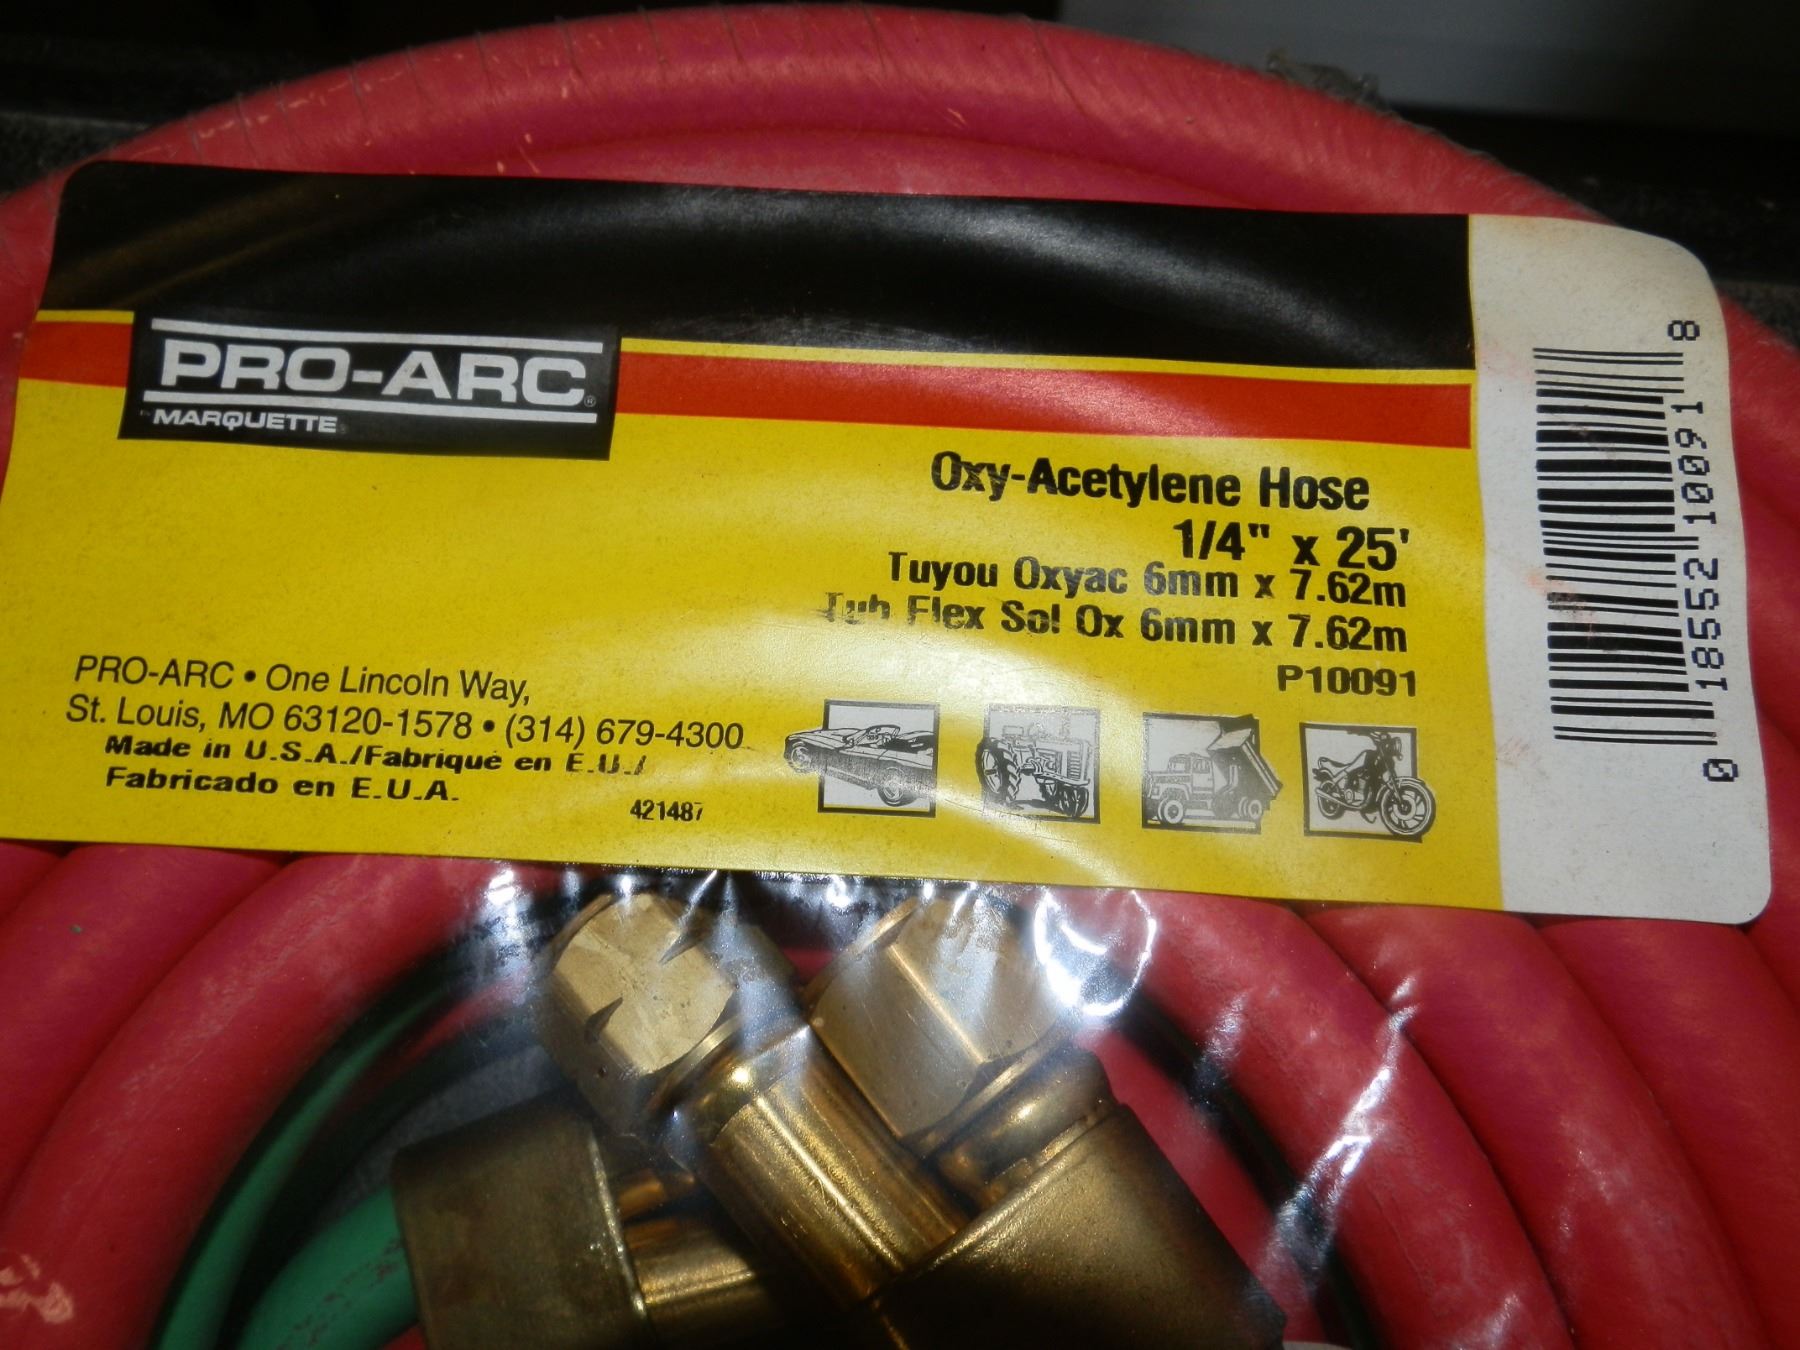 PRO-ARC®
MARQUETTE
Oxy-Acetylene Hose
1/4" x 25'
Tuyou Oxyac 6mm x 7.62m
Tub Flex Sol Ox 6mm x 7.62m
P10091
PRO-ARC • One Lincoln Way,
St. Louis, MO 63120-1578 • (314) 679-4300
Made in U.S.A./Fabriqué en E.U./
Fabricado en E.U.A.
421487
0 18552 10091 8